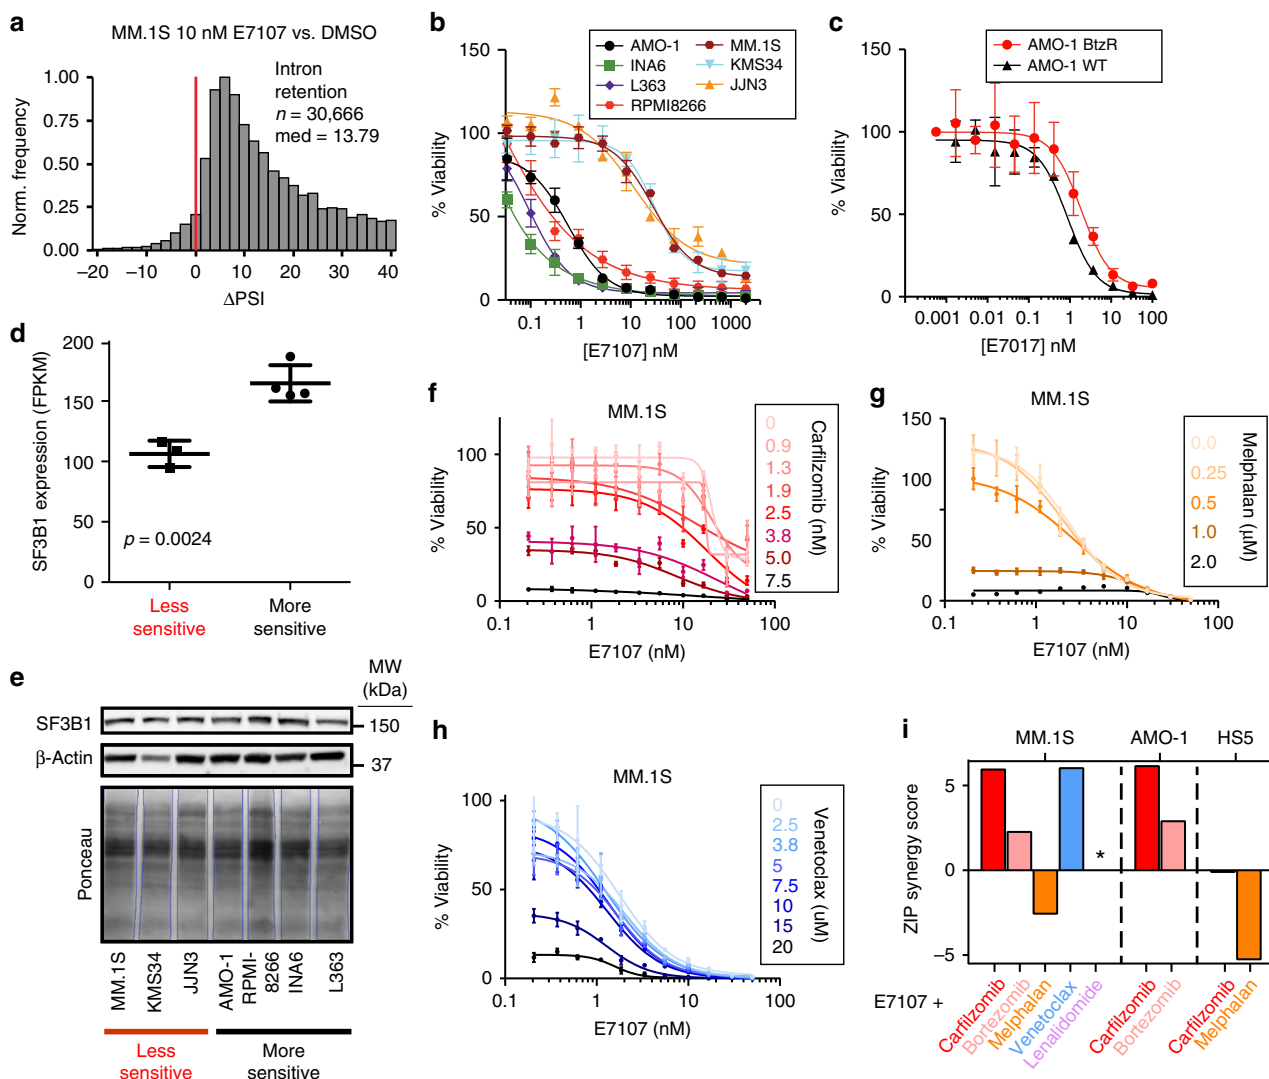 a
MM.1S 10 nM E7107 vs. DMSO
Intron
retention
n = 30,666
med = 13.79
Norm. frequency
1.00
0.75
0.50
0.25
0.00
−20
−10
0
10
20
30
40
ΔPSI
b
AMO-1
INA6
L363
RPMI8266
MM.1S
KMS34
JJN3
% Viability
150
100
50
0
0.1
1
10
100
1000
[E7107] nM
c
AMO-1 BtzR
AMO-1 WT
% Viability
150
100
50
0
0.001
0.01
0.1
1
10
100
[E7017] nM
d
SF3B1 expression (FPKM)
200
150
100
50
0
p = 0.0024
Less
sensitive
More
sensitive
e
MW
(kDa)
SF3B1
150
β-Actin
37
Ponceau
MM.1S
KMS34
JJN3
AMO-1
RPMI-
8266
INA6
L363
Less
sensitive
More
sensitive
f
MM.1S
% Viability
100
50
0
0.1
1
10
100
E7107 (nM)
Carfilzomib (nM)
0
0.9
1.3
1.9
2.5
3.8
5.0
7.5
g
MM.1S
% Viability
150
100
50
0
0.1
1
10
100
E7107 (nM)
Melphalan (µM)
0.0
0.25
0.5
1.0
2.0
h
MM.1S
% Viability
100
50
0
0.1
1
10
100
E7107 (nM)
Venetoclax (uM)
0
2.5
3.8
5
7.5
10
15
20
i
MM.1S
AMO-1
HS5
ZIP synergy score
5
0
−5
*
E7107 +
Carfilzomib
Bortezomib
Melphalan
Venetoclax
Lenalidomide
Carfilzomib
Bortezomib
Carfilzomib
Melphalan